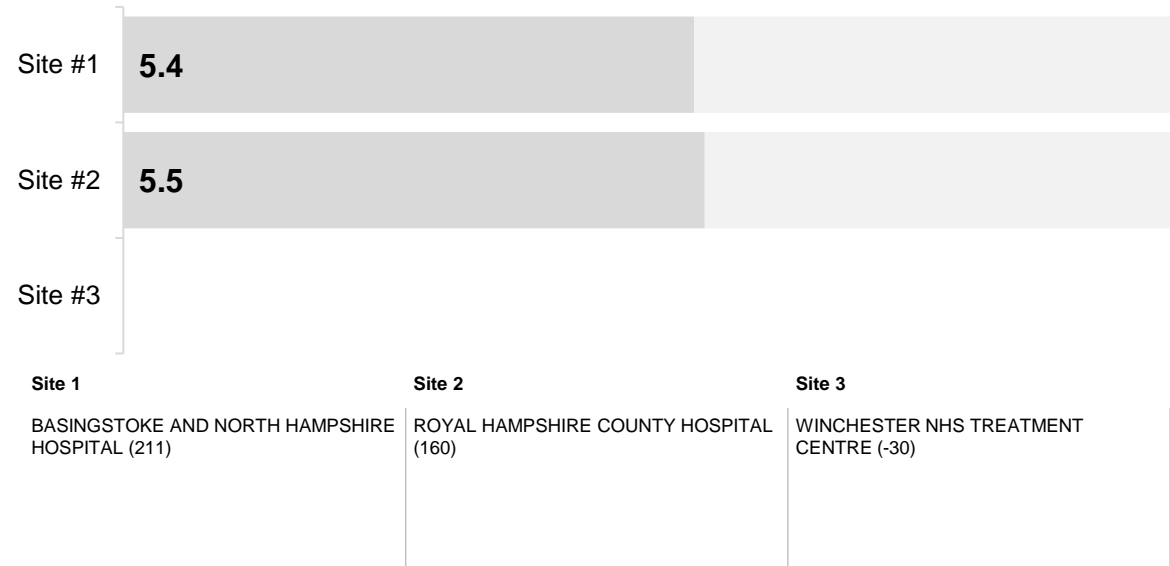 Site #1
5.4
Site #2
5.5
Site #3
Site 1
Site 2
Site 3
BASINGSTOKE AND NORTH HAMPSHIRE
HOSPITAL (211)
ROYAL HAMPSHIRE COUNTY HOSPITAL
(160)
WINCHESTER NHS TREATMENT
CENTRE (-30)